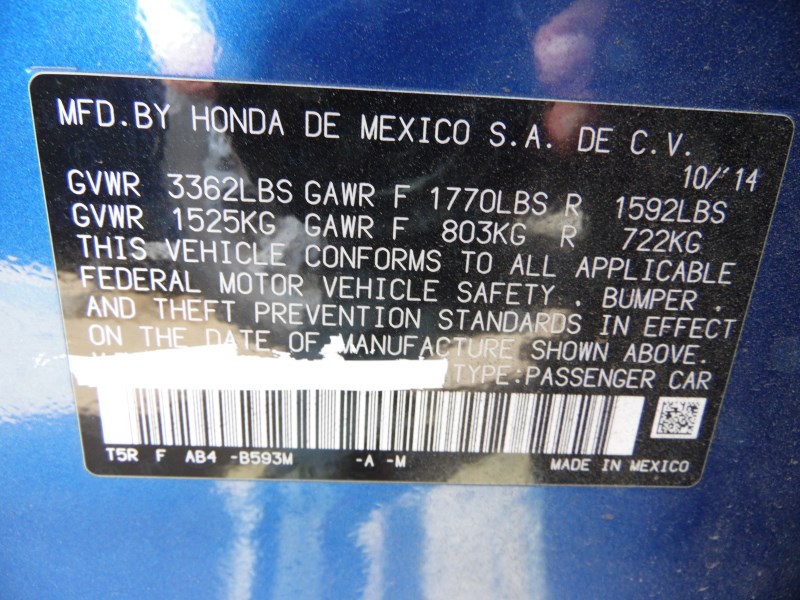 MFD.BY HONDA DE MEXICO S.A. DE C.V.
10/'14
GVWR 3362LBS GAWR F 1770LBS R 1592LBS
GVWR 1525KG GAWR F 803KG R 722KG
THIS VEHICLE CONFORMS TO ALL APPLICABLE
FEDERAL MOTOR VEHICLE SAFETY , BUMPER ,
AND THEFT PREVENTION STANDARDS IN EFFECT
ON THE DATE OF MANUFACTURE SHOWN ABOVE.
TYPE:PASSENGER CAR
T5R F AB4 -B593M -A -M MADE IN MEXICO